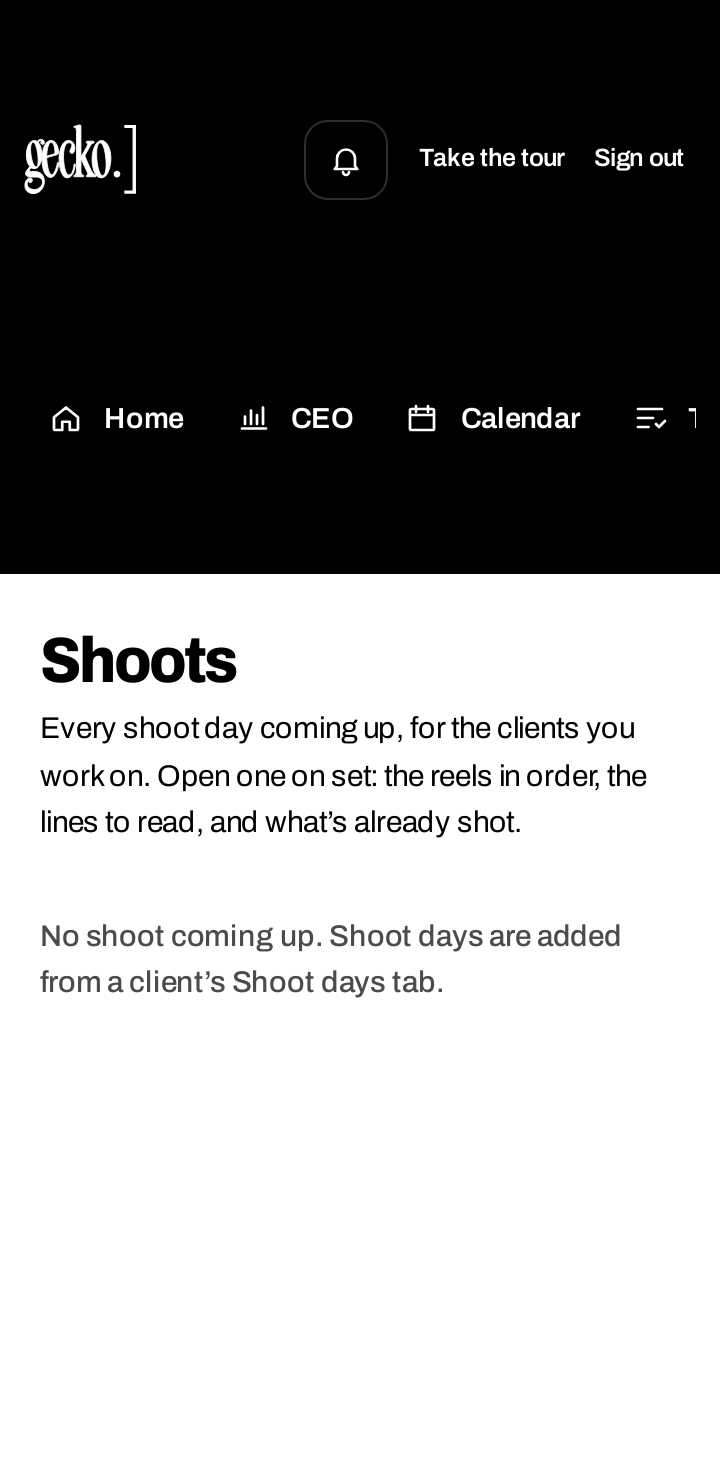 gecko.]
Take the tour
Sign out
Home
CEO
Calendar
Shoots
Every shoot day coming up, for the clients you
work on. Open one on set: the reels in order, the
lines to read, and what’s already shot.
No shoot coming up. Shoot days are added
from a client’s Shoot days tab.